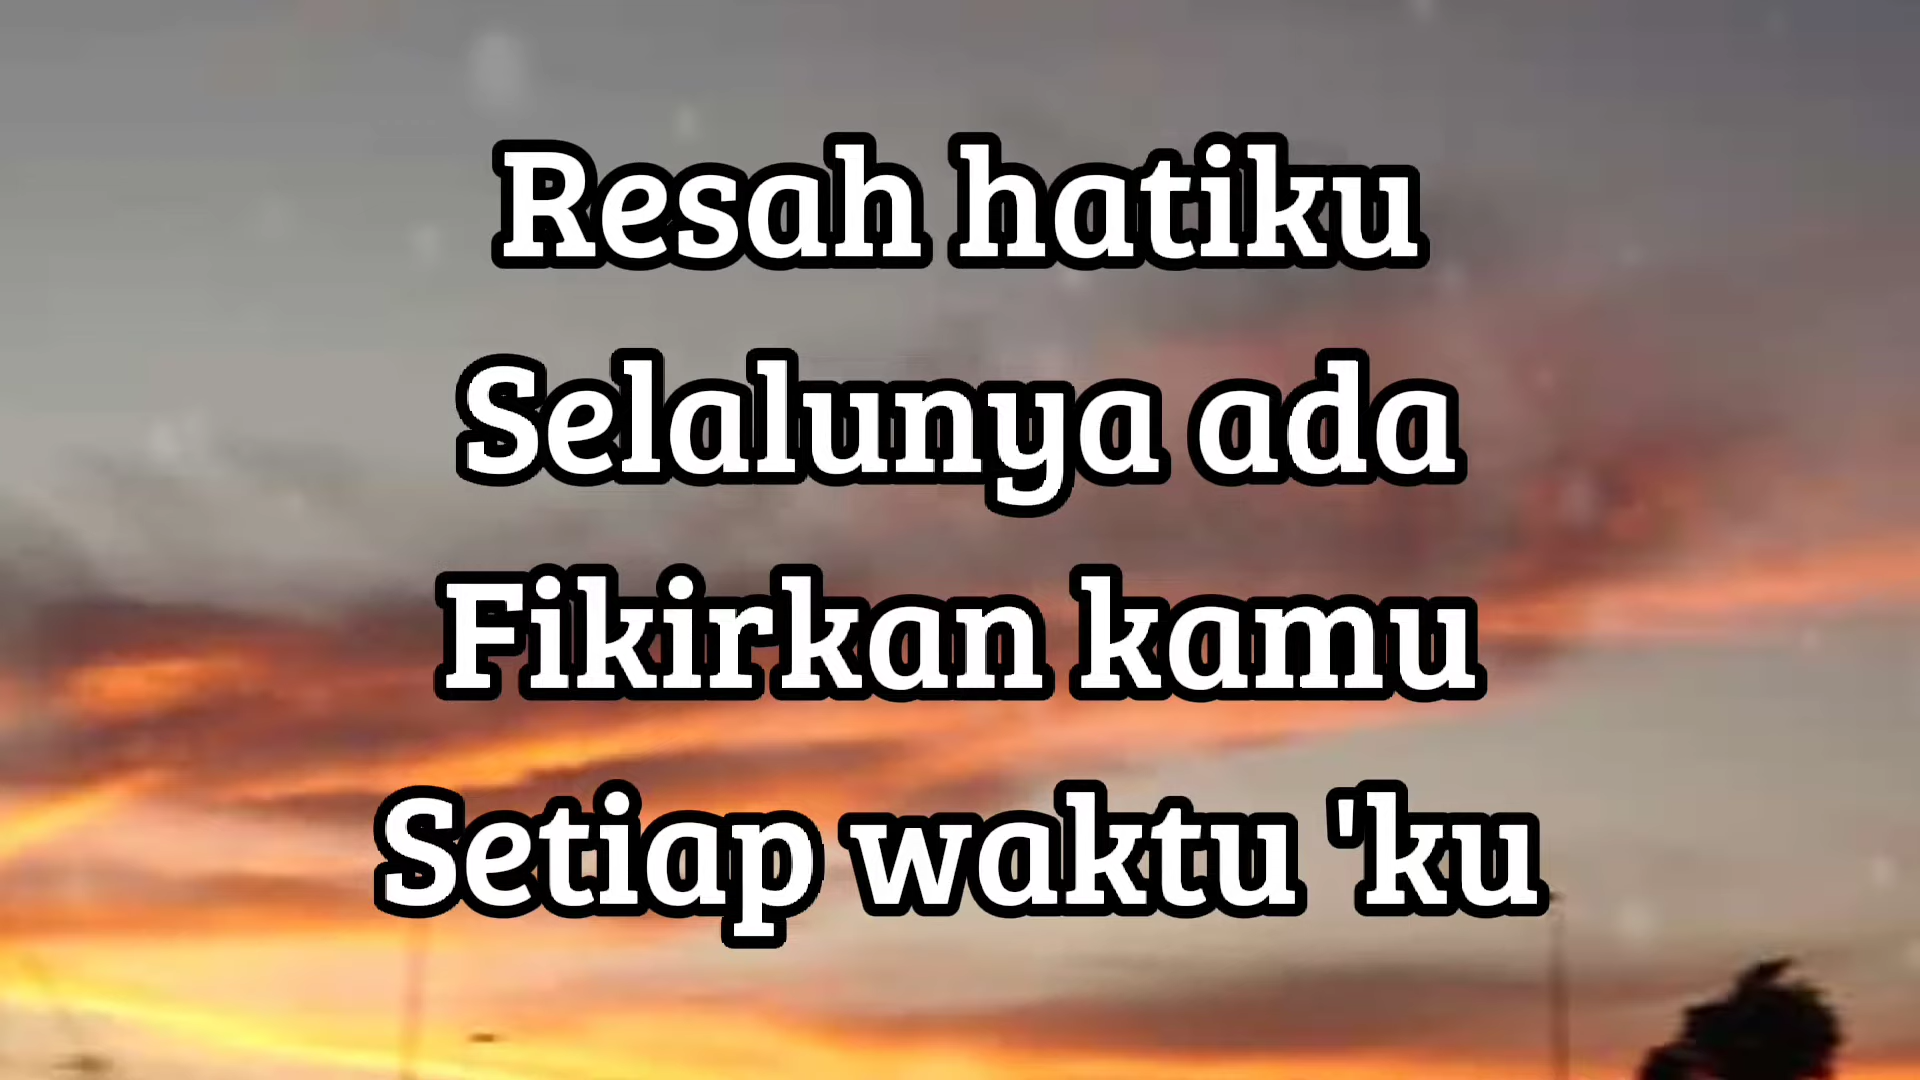 Resah hatiku
Selalunya ada
Fikirkan kamu
Setiap waktu 'ku